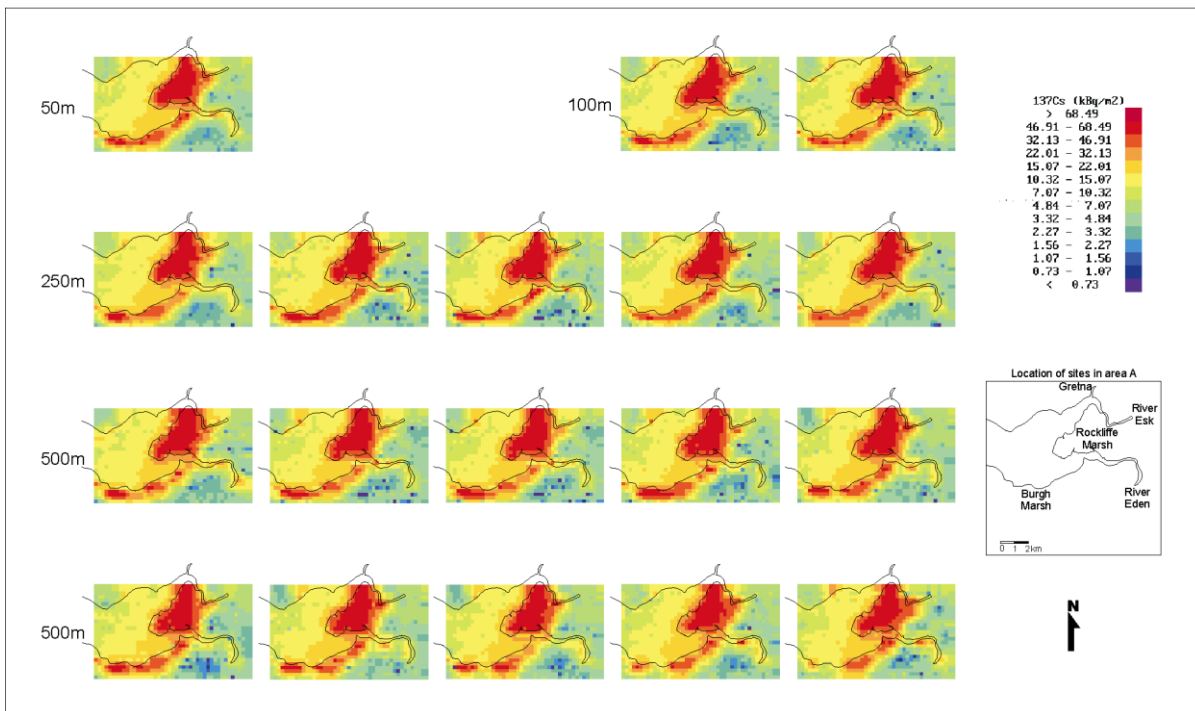 50m
100m
250m
500m
500m
137Cs (kBq/m2)
> 68.49
46.91 - 68.49
32.13 - 46.91
22.01 - 32.13
15.07 - 22.01
10.32 - 15.07
7.07 - 10.32
4.84 - 7.07
3.32 - 4.84
2.27 - 3.32
1.56 - 2.27
1.07 - 1.56
0.73 - 1.07
< 0.73
Location of sites in area A
Gretna
River
Esk
Rockliffe
Marsh
Burgh
Marsh
River
Eden
0 1 2km
N